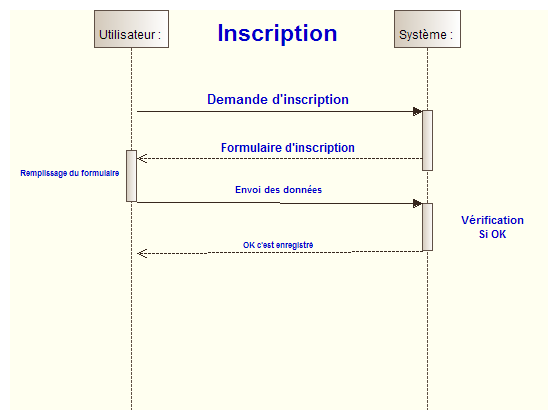 Utilisateur :
Inscription
Système :
Demande d'inscription
Formulaire d'inscription
Remplissage du formulaire
Envoi des données
Vérification
Si OK
OK c'est enregistré